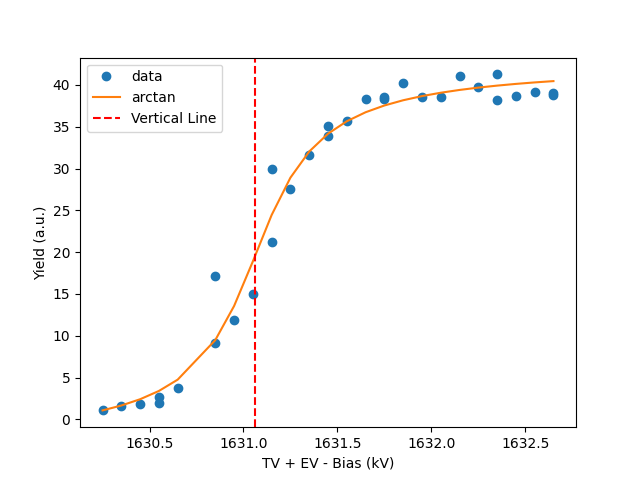 data
arctan
Vertical Line
40
35
30
25
20
15
10
5
0
Yield (a.u.)
1630.5 1631.0 1631.5 1632.0 1632.5
TV + EV - Bias (kV)